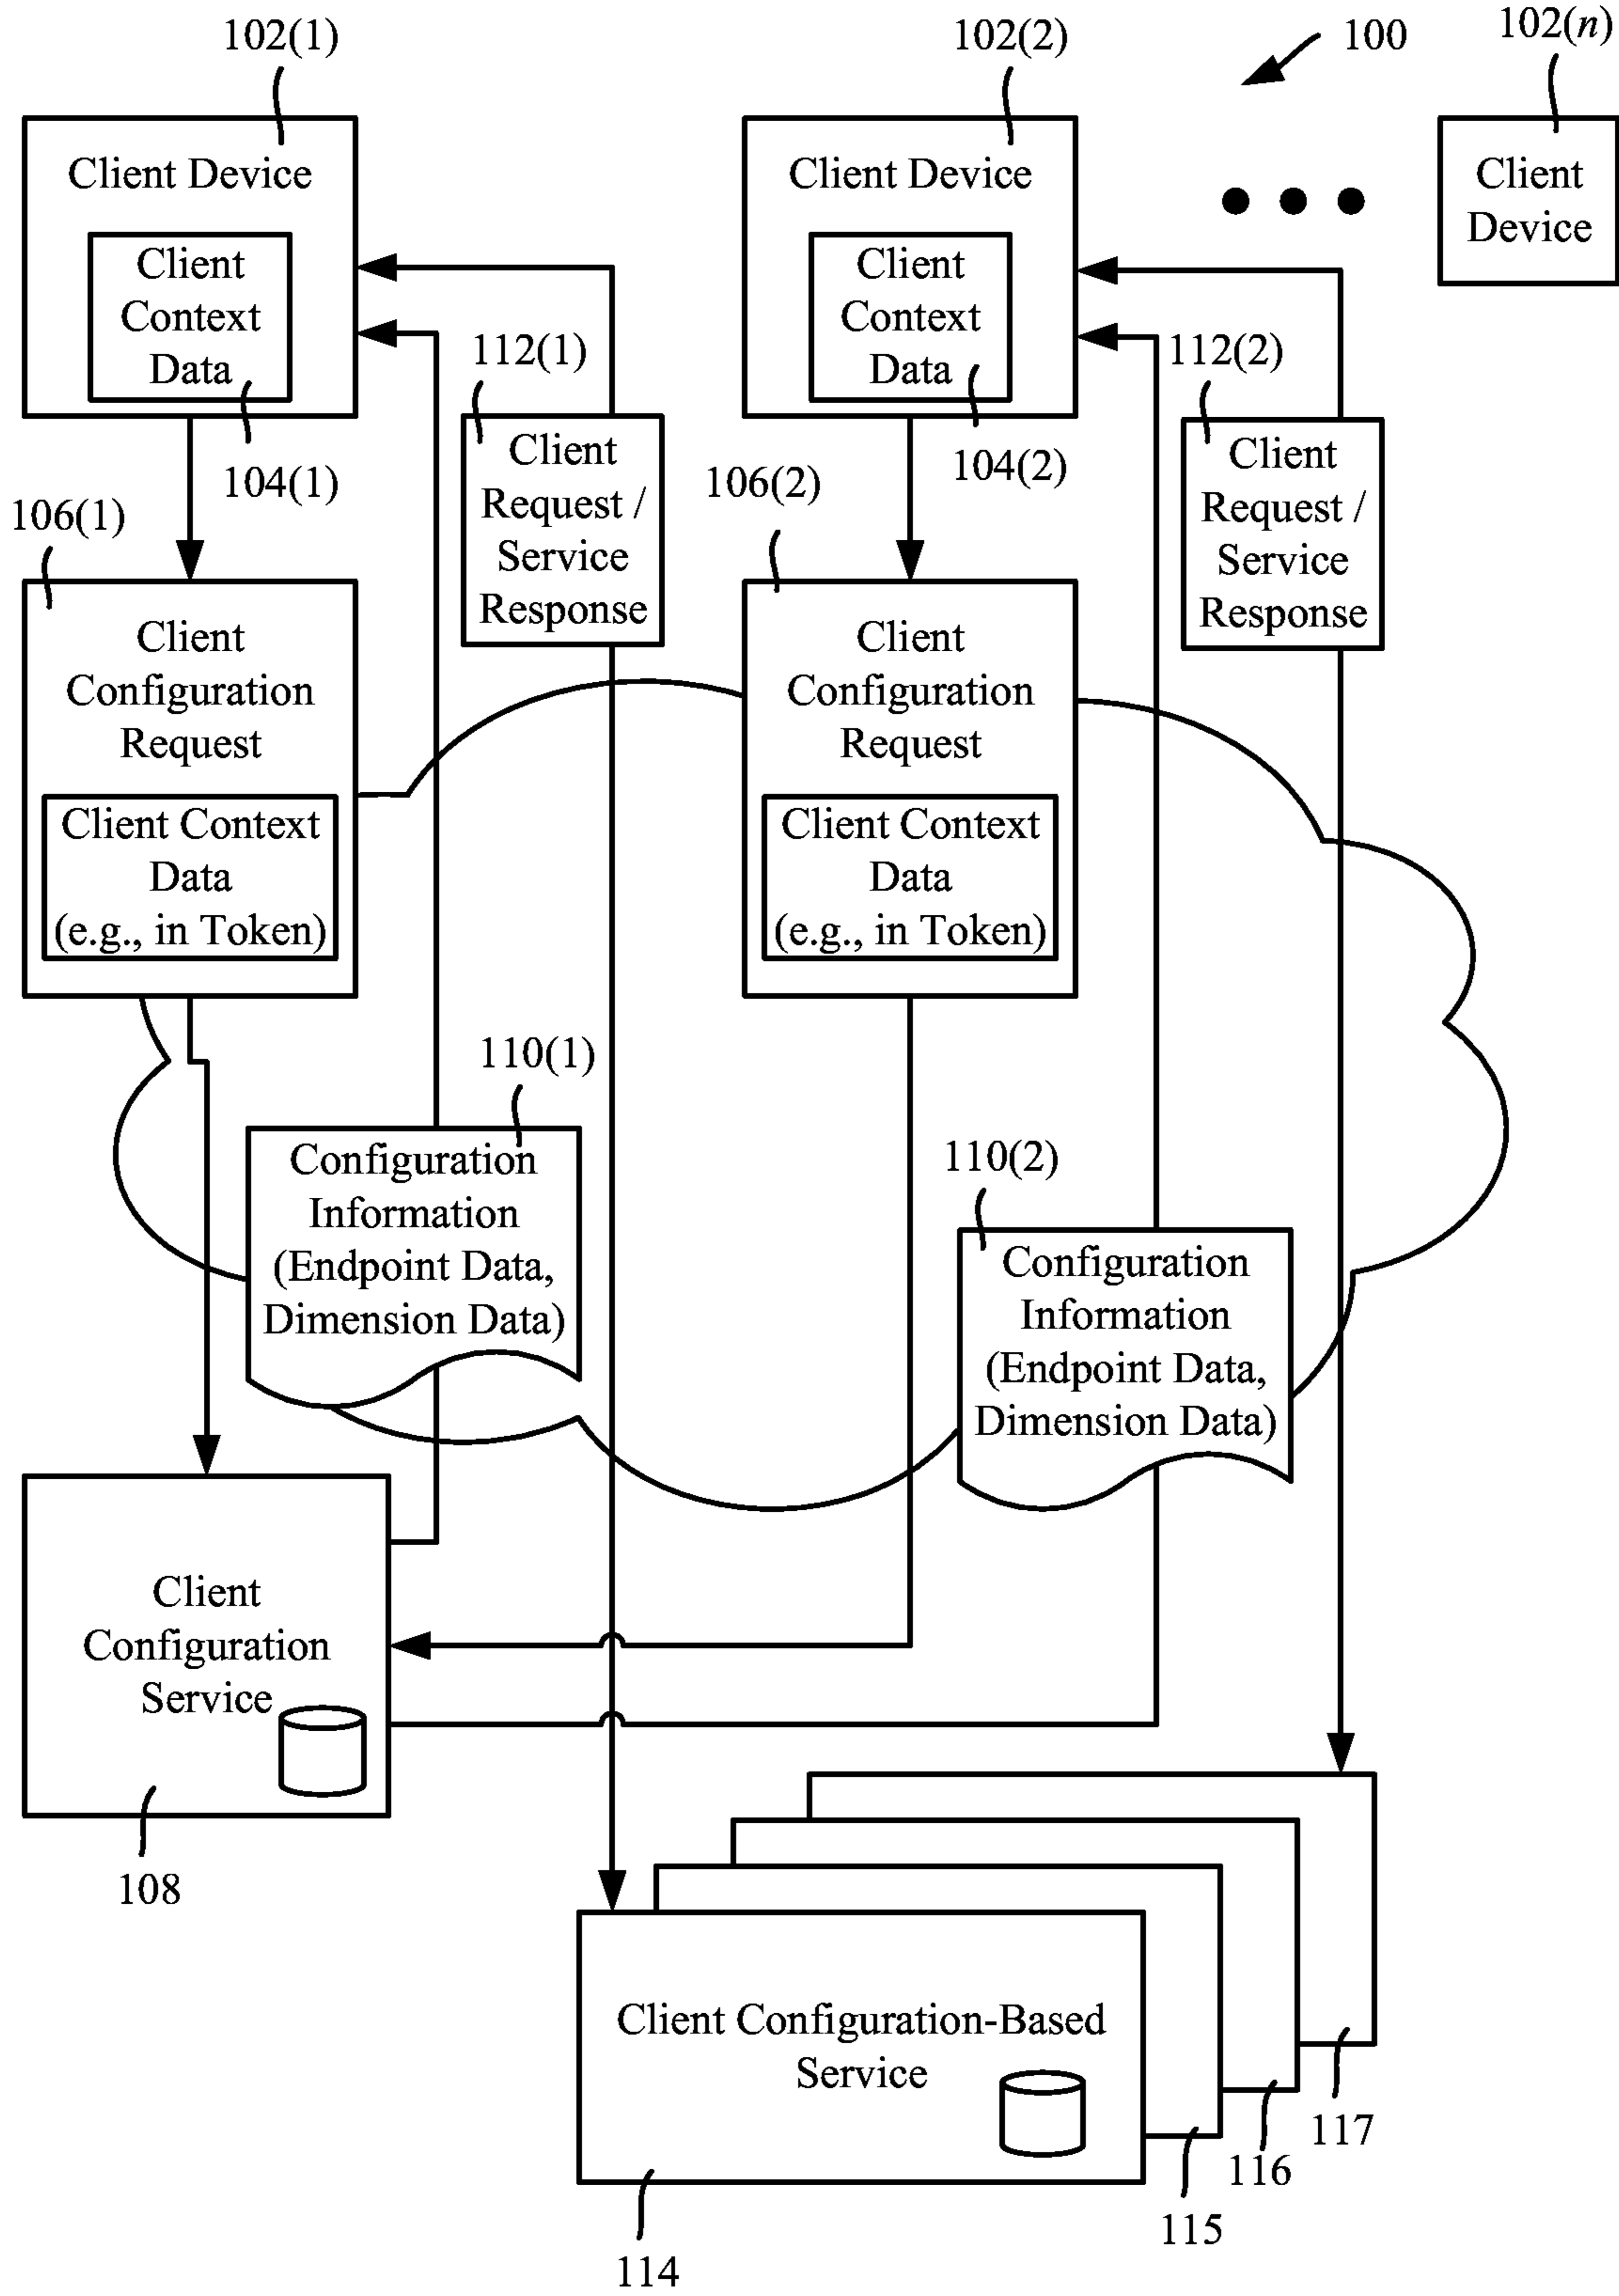 102(1)
102(2)
100
102(n)
Client Device
Client
Context
Data
104(1)
Client Device
Client
Context
Data
104(2)
Client
Device
112(1)
Client
Request /
Service
Response
112(2)
Client
Request /
Service
Response
106(1)
Client
Configuration
Request
Client Context
Data
(e.g., in Token)
106(2)
Client
Configuration
Request
Client Context
Data
(e.g., in Token)
110(1)
Configuration
Information
(Endpoint Data,
Dimension Data)
110(2)
Configuration
Information
(Endpoint Data,
Dimension Data)
Client
Configuration
Service
108
Client Configuration-Based
Service
114
115
116
117